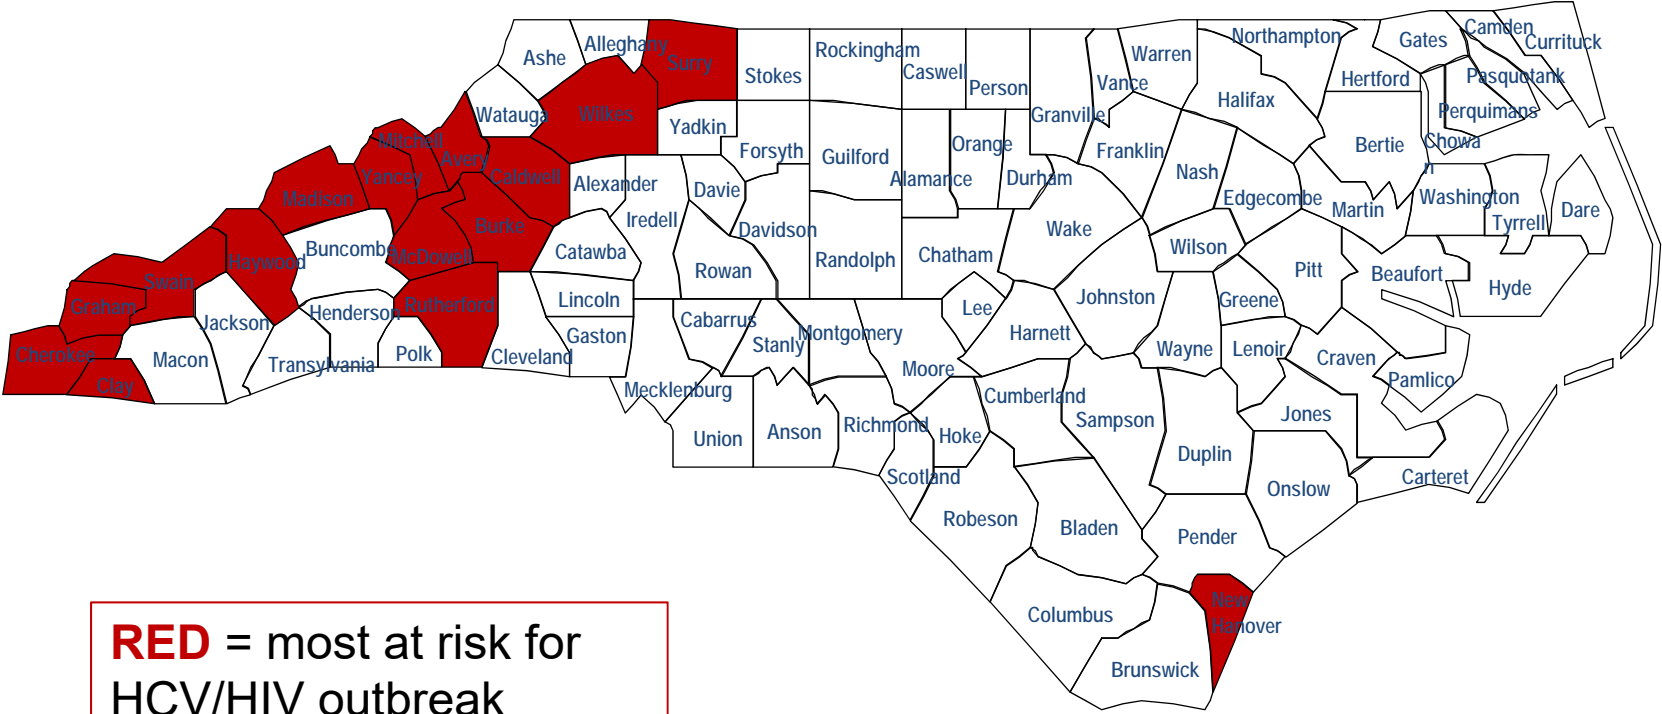 Ashe
Alleghany
Surry
Stokes
Rockingham
Caswell
Person
Vance
Warren
Northampton
Gates
Camden
Currituck
Hertford
Pasquotank
Perquimans
Halifax
Granville
Watauga
Wilkes
Yadkin
Forsyth
Guilford
Alamance
Orange
Durham
Franklin
Nash
Edgecombe
Bertie
Chowa
n
Martin
Washington
Tyrrell
Dare
Mitchell
Avery
Yancey
Caldwell
Alexander
Iredell
Davie
Davidson
Madison
Burke
Catawba
Rowan
Randolph
Chatham
Wake
Wilson
Pitt
Beaufort
Hyde
Buncombe
McDowell
Haywood
Swain
Graham
Cherokee
Clay
Macon
Jackson
Henderson
Transylvania
Polk
Rutherford
Cleveland
Lincoln
Gaston
Cabarrus
Stanly
Montgomery
Moore
Lee
Harnett
Johnston
Greene
Wayne
Lenoir
Craven
Pamlico
Mecklenburg
Union
Anson
Richmond
Hoke
Scotland
Cumberland
Sampson
Duplin
Jones
Onslow
Carteret
Robeson
Bladen
Pender
Columbus
Brunswick
New
Hanover
RED = most at risk for
HCV/HIV outbreak